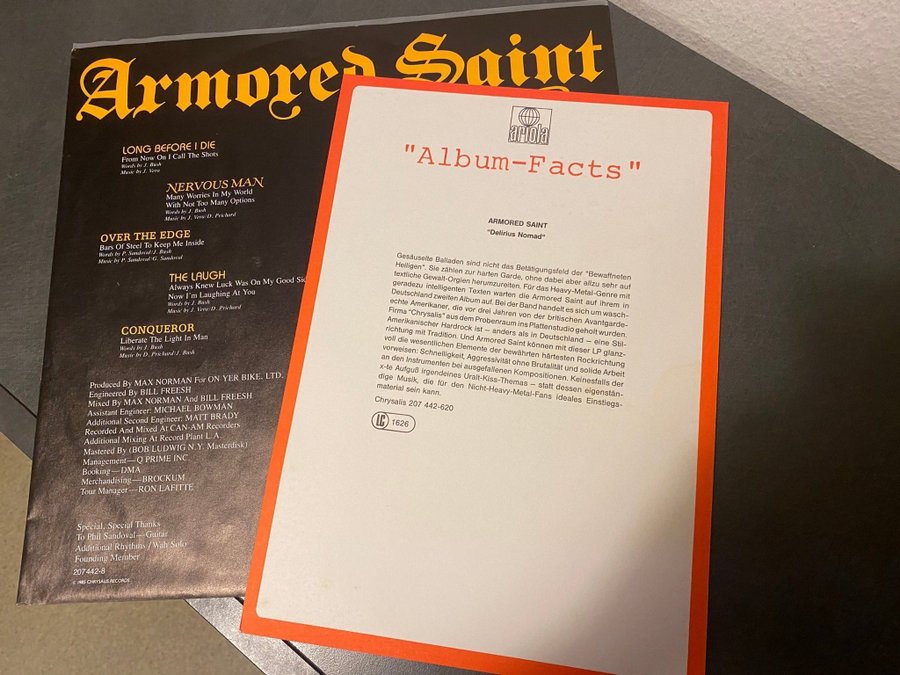 Armored Saint
LONG BEFORE I DIE
From Now On I Call The Shots
Words by J. Bush
Music by J. Vera
NERVOUS MAN
Many Worries In My World
With Not Too Many Options
Words by J. Bush
Music by J. Vera/D. Prichard
OVER THE EDGE
Bars Of Steel To Keep Me Inside
Words by P. Sandoval/J. Bush
Music by P. Sandoval/G. Sandoval
THE LAUGH
Always Knew Luck Was On My Good
Now I'm Laughing At You
Words by J. Bush
Music by J. Vera/D. Prichard
CONQUEROR
Liberate The Light In Man
Words by J. Bush
Music by D. Prichard/J. Bush
Produced By MAX NORMAN For ON YER BIKE, LTD.
Engineered By BILL FREESH
Mixed By MAX NORMAN And BILL FREESH
Assistant Engineer: MICHAEL BOWMAN
Additional Second Engineer: MATT BRADY
Recorded And Mixed At CAN-AM Recorders
Additional Mixing At Record Plant L.A.
Mastered By (BOB LUDWIG N.Y. Masterdisk)
Management—Q PRIME INC.
Booking—DMA
Merchandising—BROCKUM
Tour Manager—RON LAFITTE
Special, Special Thanks
To Phil Sandoval—Guitar
Additional Rhythms / Wah Solo
Founding Member
207442-8
© 1985 CHRYSALIS RECORDS
ariola
"Album-Facts"
ARMORED SAINT
"Delirius Nomad"
Gesäuselte Balladen sind nicht das Betätigungsfeld der "Bewaffneten
Heiligen". Sie zählen zur harten Garde, ohne dabei aber allzu sehr auf
textliche Gewalt-Orgien herumzureiten. Für das Heavy-Metal-Genre mit
geradezu intelligenten Texten warten die Armored Saint auf ihrem in
Deutschland zweiten Album auf. Bei der Band handelt es sich um wasch-
echte Amerikaner, die vor drei Jahren von der britischen Avantgarde-
Firma "Chrysalis" aus dem Probenraum ins Plattenstudio geholt wurden.
Amerikanischer Hardrock ist – anders als in Deutschland – eine Stil-
richtung mit Tradition. Und Armored Saint können mit dieser LP glanz-
voll die wesentlichen Elemente der bewährten härtesten Rockrichtung
vorweisen: Schnelligkeit, Aggressivität ohne Brutalität und solide Arbeit
an den Instrumenten bei ausgefallenen Kompositionen. Keinesfalls der
x-te Aufguß irgendeines Uralt-Kiss-Themas – statt dessen eigenstän-
dige Musik, die für den Nicht-Heavy-Metal-Fans ideales Einstiegs-
material sein kann.
Chrysalis 207 442-620
LC 1626